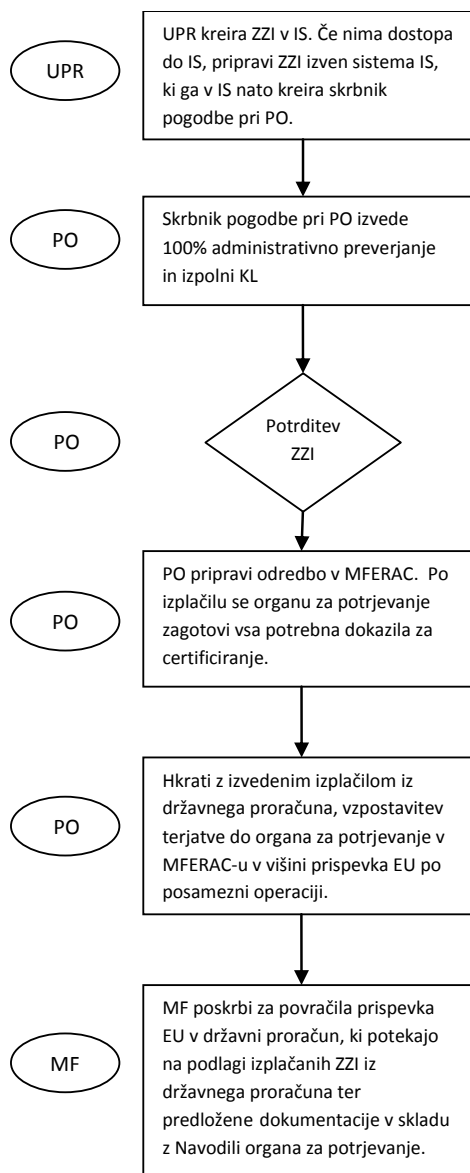 UPR
UPR kreira ZZI v IS. Če nima dostopa
do IS, pripravi ZZI izven sistema IS,
ki ga v IS nato kreira skrbnik
pogodbe pri PO.
PO
Skrbnik pogodbe pri PO izvede
100% administrativno preverjanje
in izpolni KL
PO
Potrditev
ZZI
PO
PO pripravi odredbo v MFERAC.  Po
izplačilu se organu za potrjevanje
zagotovi vsa potrebna dokazila za
certificiranje.
PO
Hkrati z izvedenim izplačilom iz
državnega proračuna, vzpostavitev
terjatve do organa za potrjevanje v
MFERAC-u v višini prispevka EU po
posamezni operaciji.
MF
MF poskrbi za povračila prispevka
EU v državni proračun, ki potekajo
na podlagi izplačanih ZZI iz
državnega proračuna ter
predložene dokumentacije v skladu
z Navodili organa za potrjevanje.